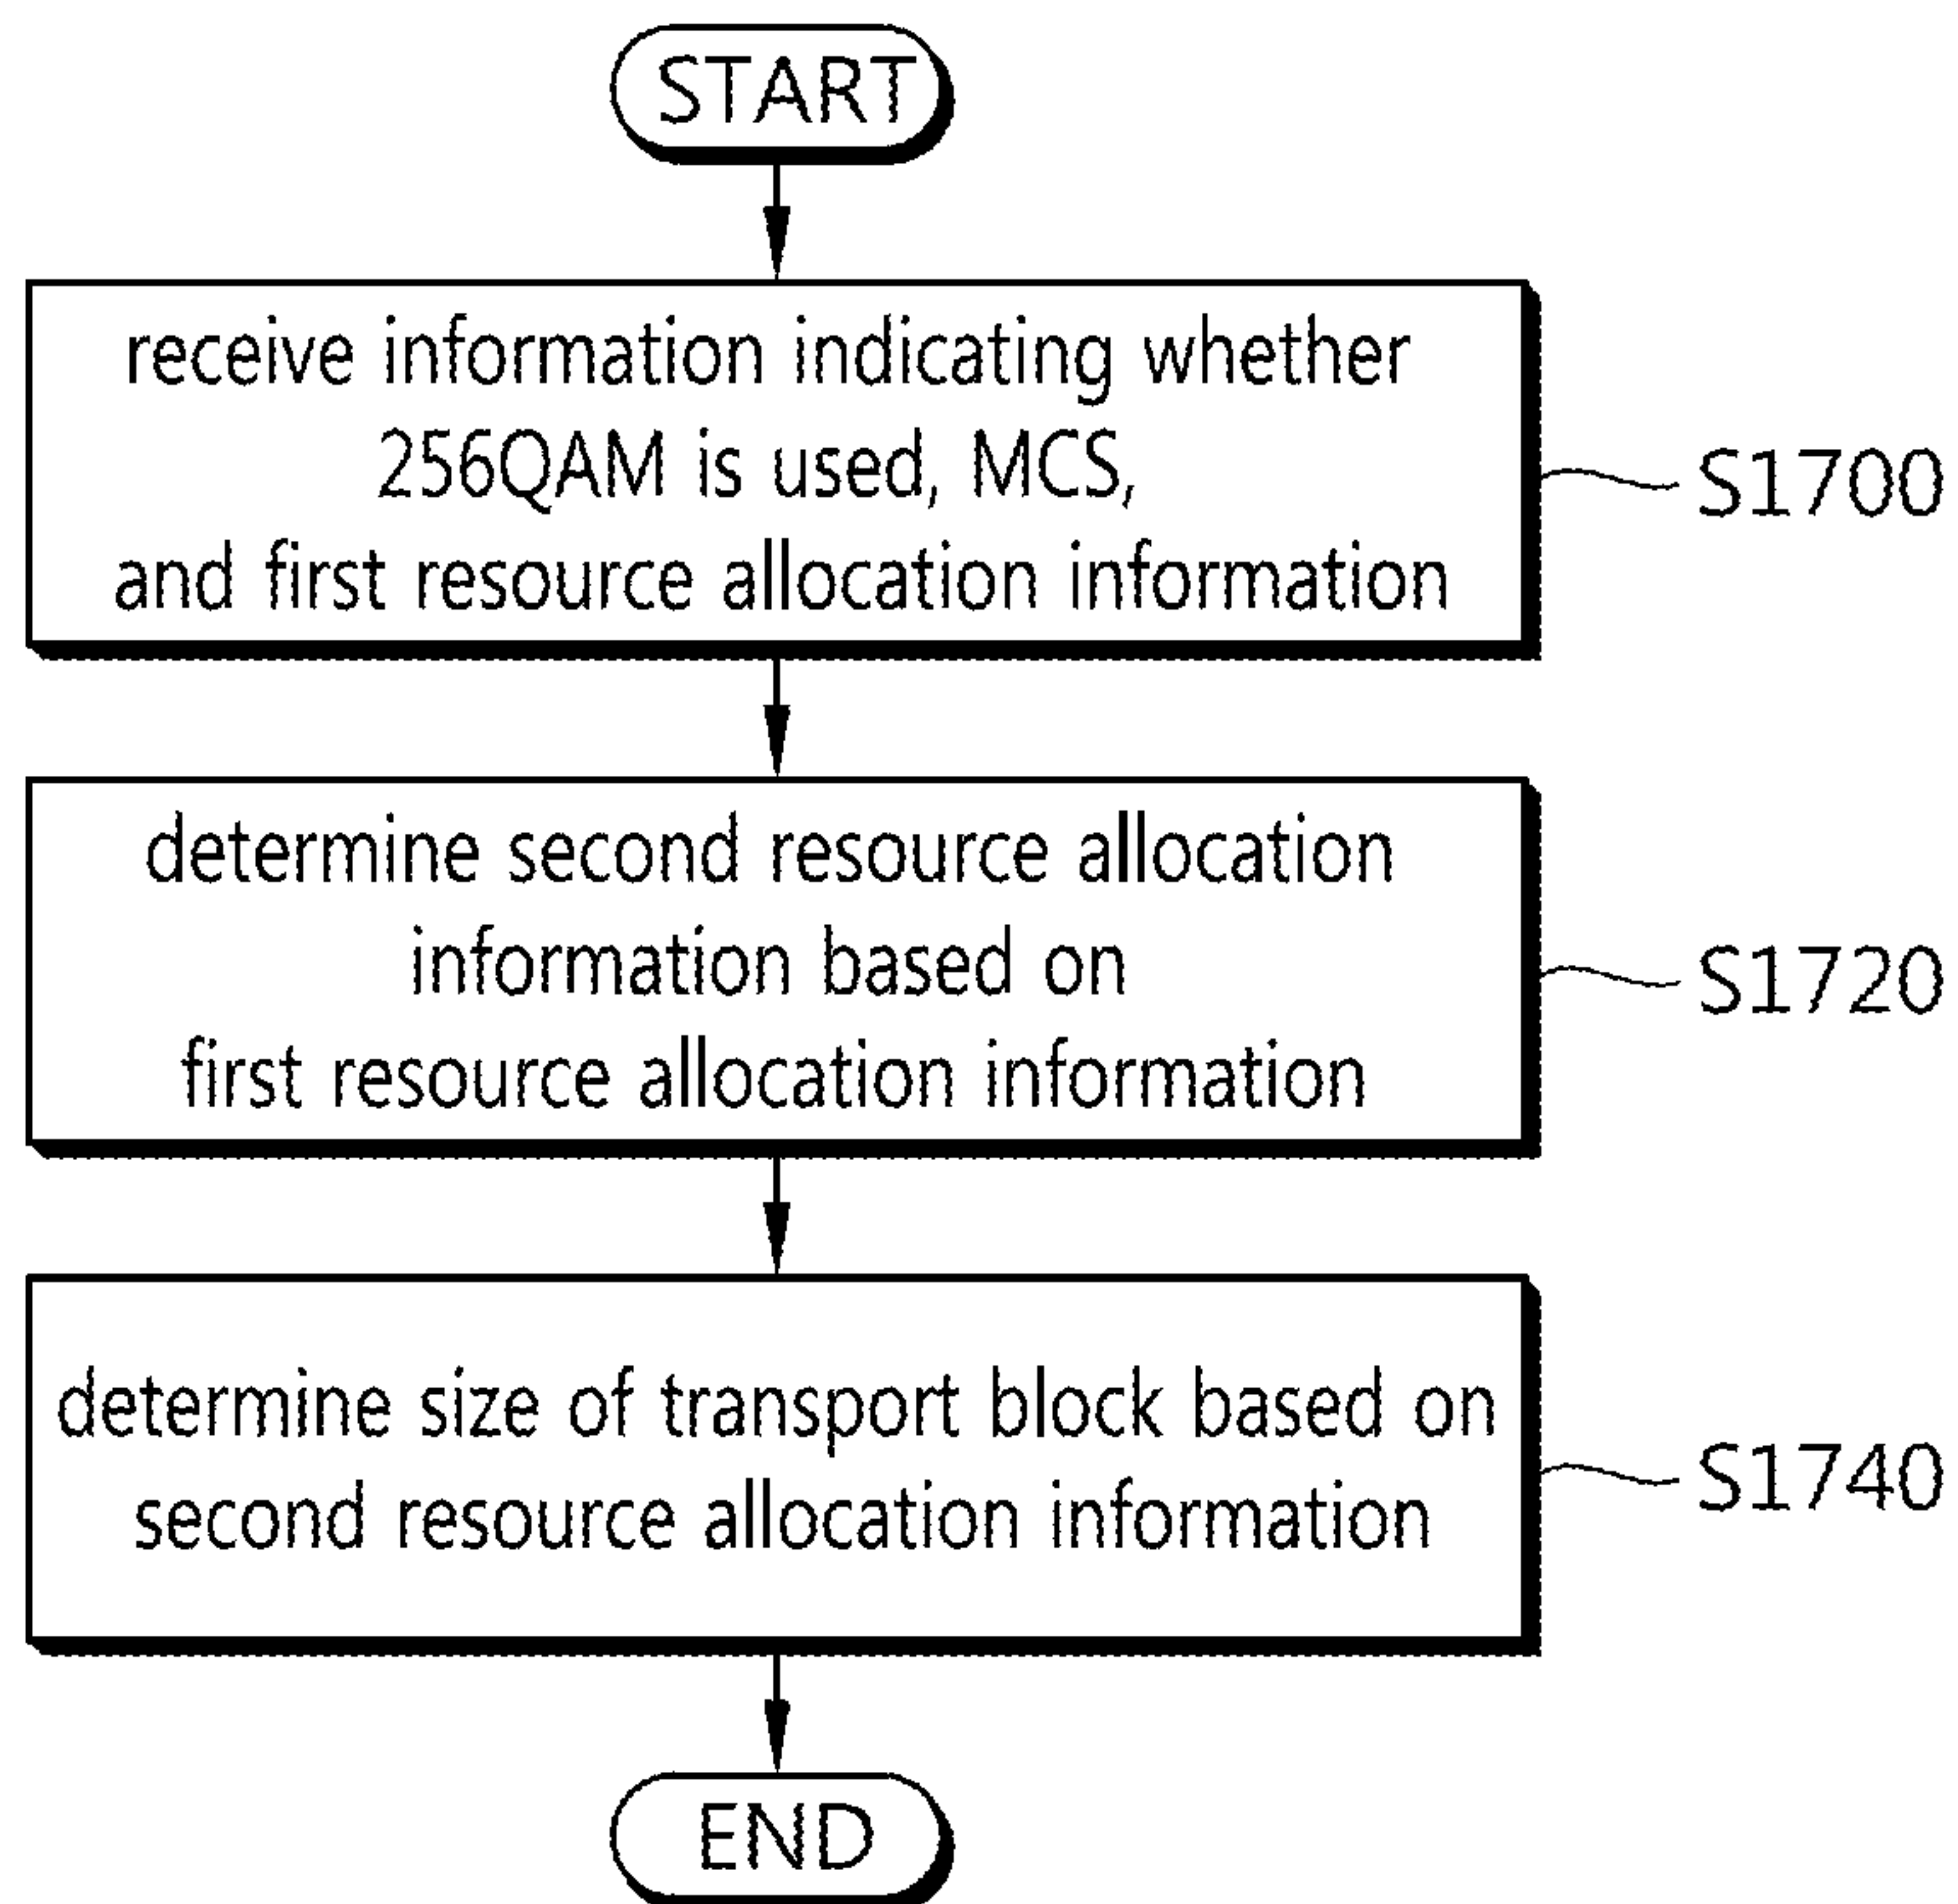 START
receive information indicating whether
256QAM is used, MCS,
and first resource allocation information
S1700
determine second resource allocation
information based on
first resource allocation information
S1720
determine size of transport block based on
second resource allocation information
S1740
END